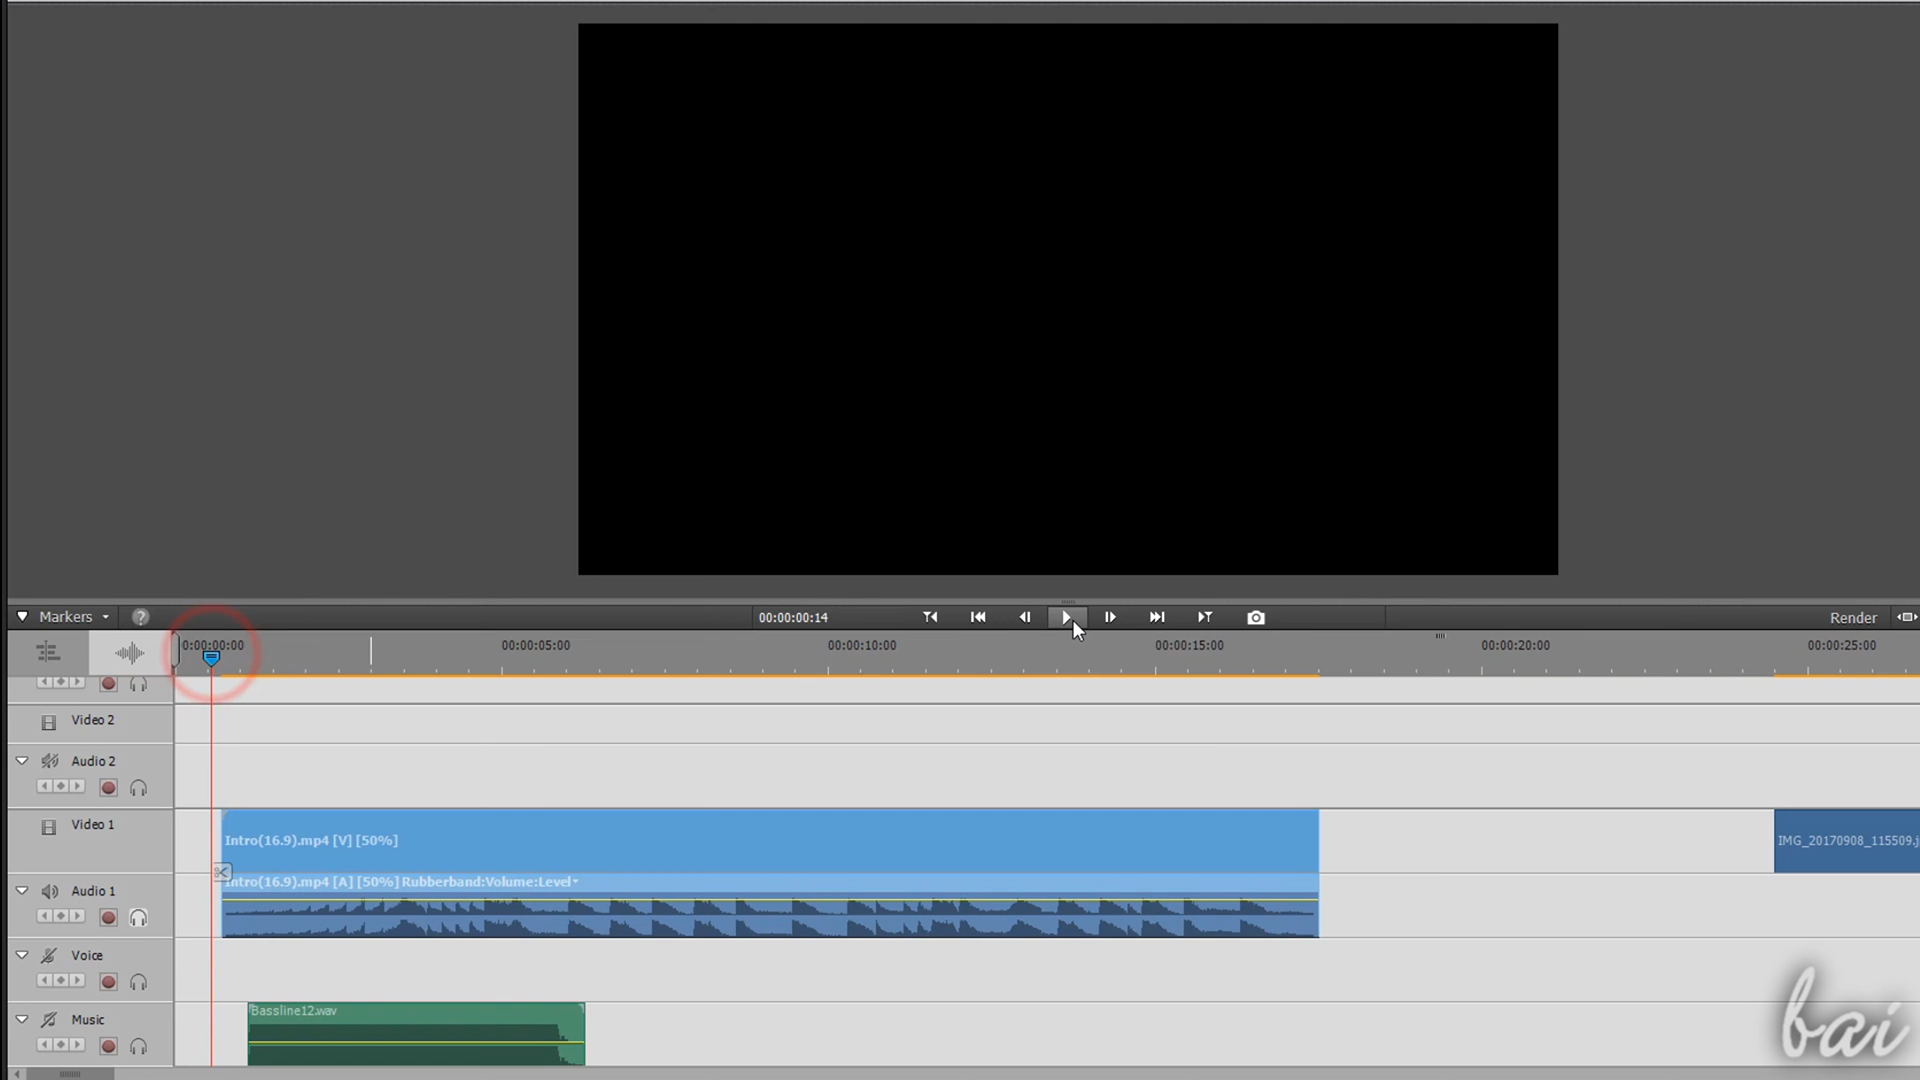 Markers
00:00:00:14
Render
0:00:00:00
00:00:05:00
00:00:10:00
00:00:15:00
00:00:20:00
00:00:25:00
Video 2
Audio 2
Video 1
Intro(16.9).mp4 [V] [50%]
IMG_20170908_115509.j
Audio 1
Intro(16.9).mp4 [A] [50%] Rubberband:Volume:Level
Voice
Music
Bassline12.wav
bai